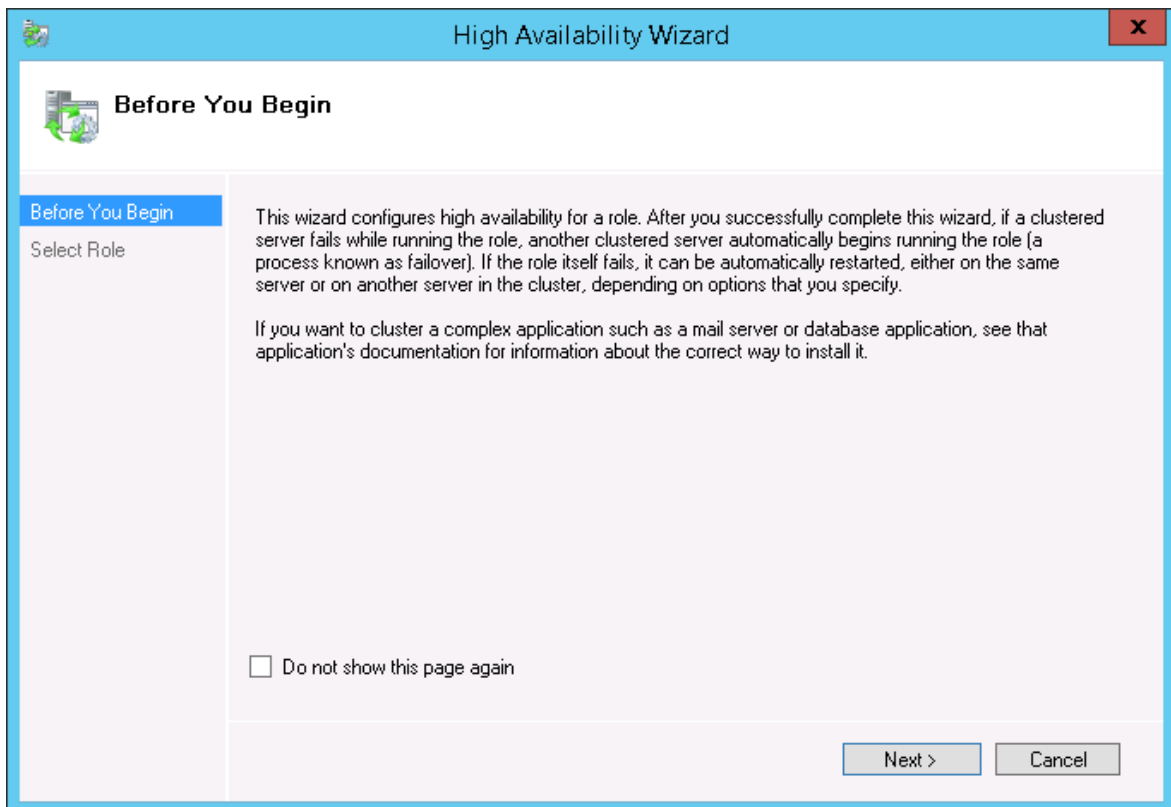 High Availability Wizard
x
Before You Begin
Before You Begin
Select Role
This wizard configures high availability for a role. After you successfully complete this wizard, if a clustered
server fails while running the role, another clustered server automatically begins running the role (a
process known as failover). If the role itself fails, it can be automatically restarted, either on the same
server or on another server in the cluster, depending on options that you specify.
If you want to cluster a complex application such as a mail server or database application, see that
application's documentation for information about the correct way to install it.
Do not show this page again
Next >
Cancel